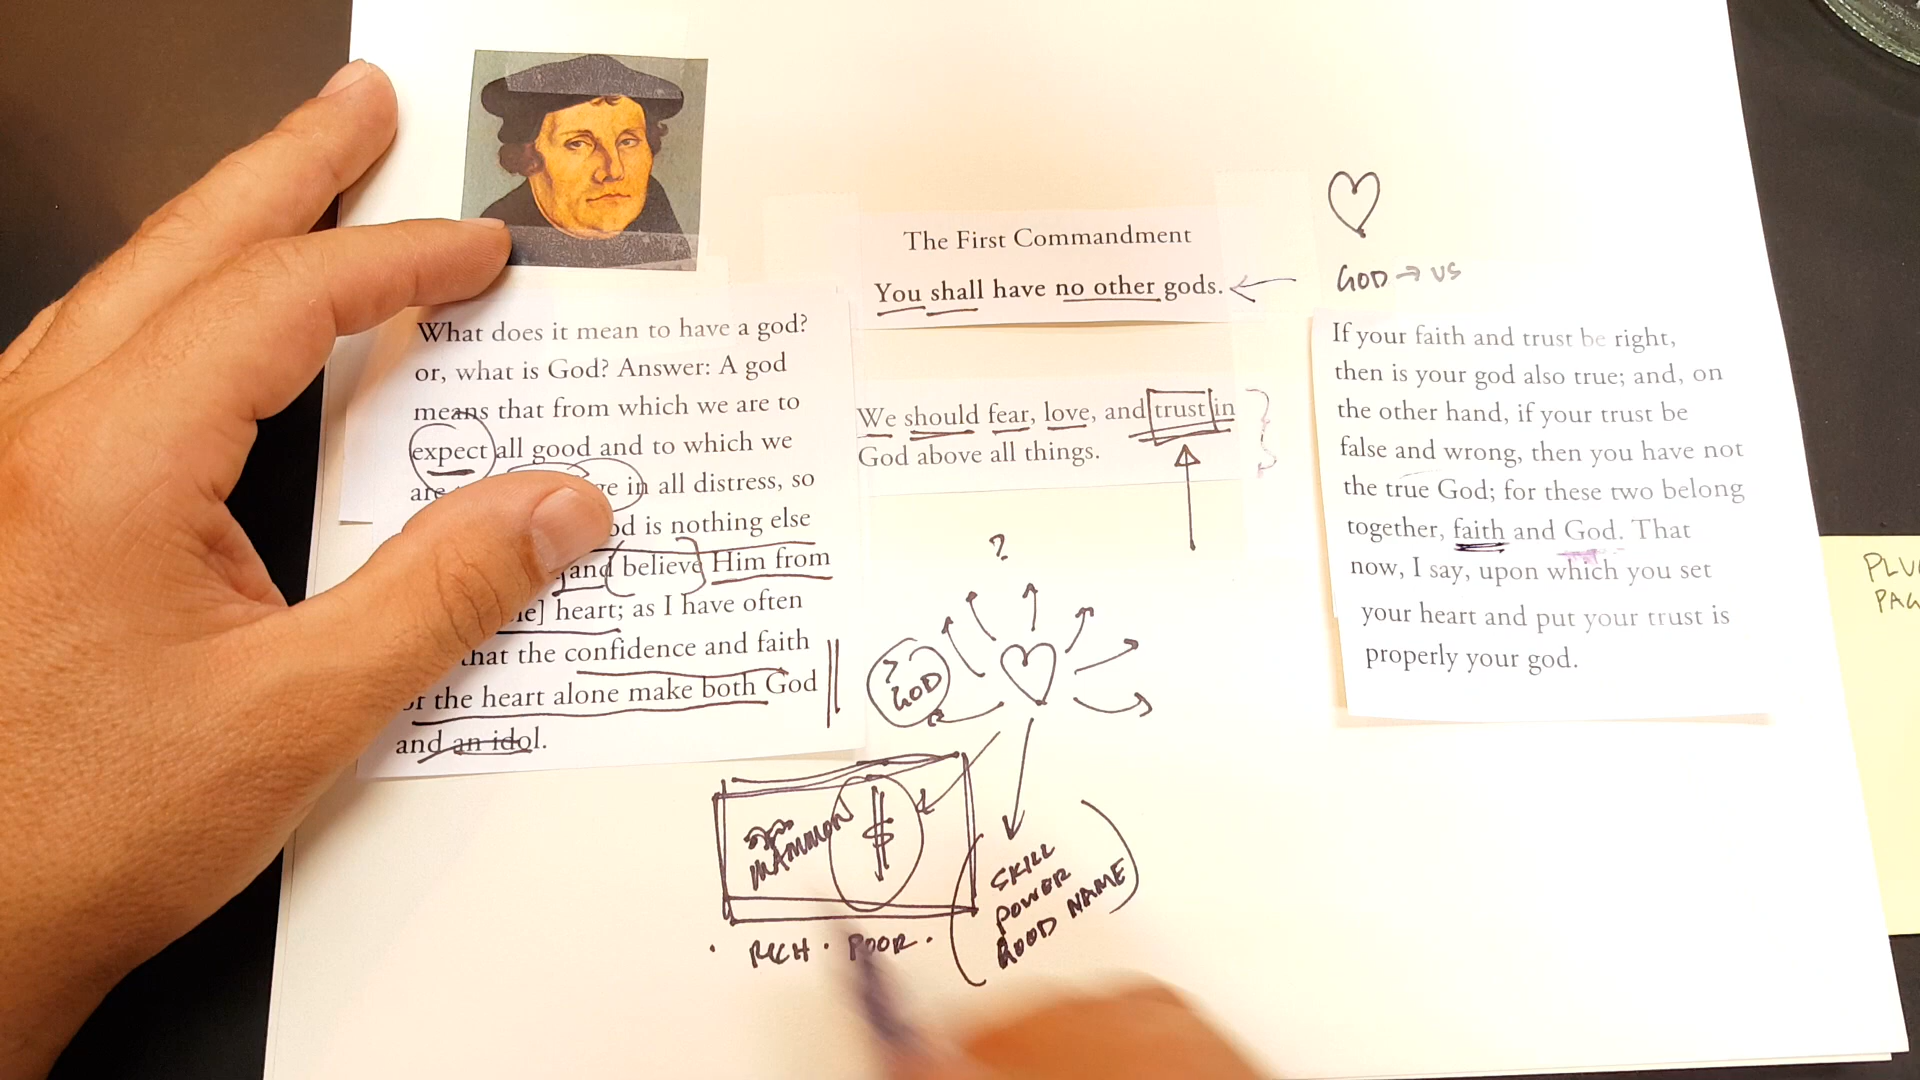 The First Commandment
You shall have no other gods.
GOD → US
What does it mean to have a god?
or, what is God? Answer: A god
means that from which we are to
expect all good and to which we
are in all distress, so
is nothing else
and believe Him from
heart; as I have often
that the confidence and faith
of the heart alone make both God
and an idol.
We should fear, love, and trust in
God above all things.
If your faith and trust be right,
then is your god also true; and, on
the other hand, if your trust be
false and wrong, then you have not
the true God; for these two belong
together, faith and God. That
now, I say, upon which you set
your heart and put your trust is
properly your god.
?
> GOD
MAMMON $
SKILL
POWER
GOOD NAME
· RICH · POOR ·